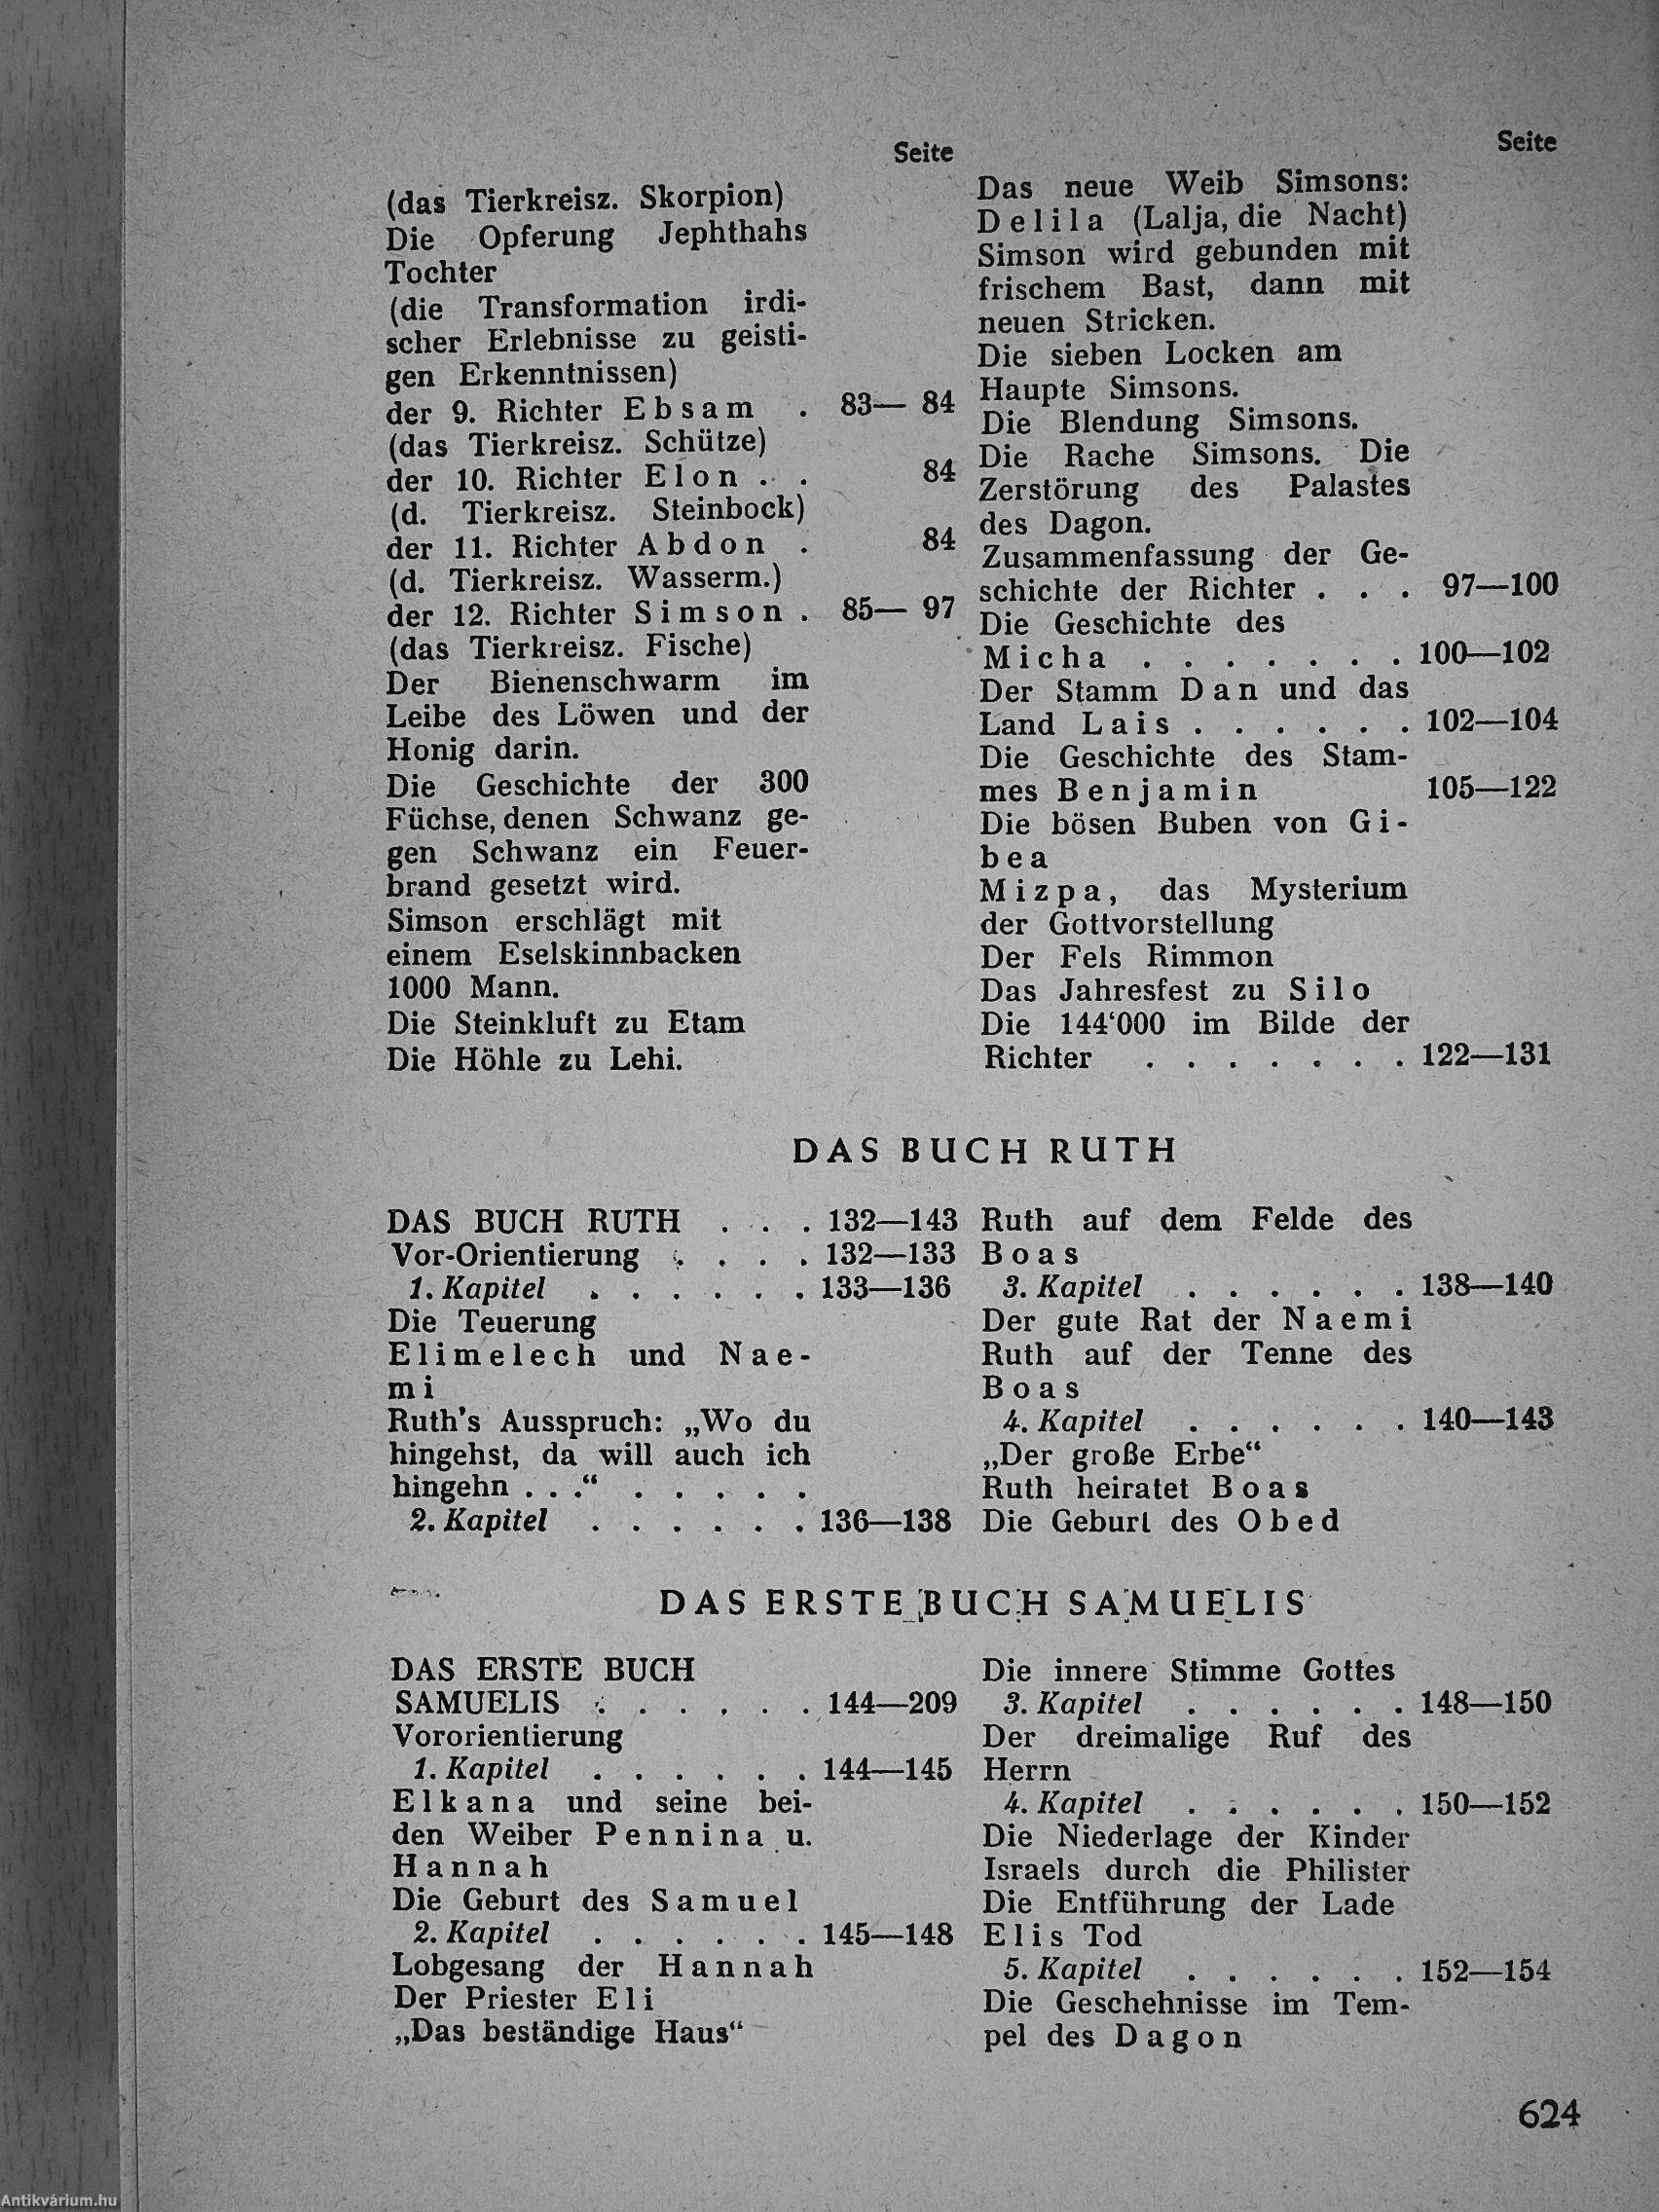 Seite
(das Tierkreisz. Skorpion)
Die Opferung Jephthahs
Tochter
(die Transformation irdi-
scher Erlebnisse zu geisti-
gen Erkenntnissen)
der 9. Richter Ebsam . 83— 84
(das Tierkreisz. Schütze)
der 10. Richter Elon . . 84
(d. Tierkreisz. Steinbock)
der 11. Richter Abdon . 84
(d. Tierkreisz. Wasserm.)
der 12. Richter Simson . 85— 97
(das Tierkreisz. Fische)
Der Bienenschwarm im
Leibe des Löwen und der
Honig darin.
Die Geschichte der 300
Füchse, denen Schwanz ge-
gen Schwanz ein Feuer-
brand gesetzt wird.
Simson erschlägt mit
einem Eselskinnbacken
1000 Mann.
Die Steinkluft zu Etam
Die Höhle zu Lehi.
Seite
Das neue Weib Simsons:
Delila (Lalja, die Nacht)
Simson wird gebunden mit
frischem Bast, dann mit
neuen Stricken.
Die sieben Locken am
Haupte Simsons.
Die Blendung Simsons.
Die Rache Simsons. Die
Zerstörung des Palastes
des Dagon.
Zusammenfassung der Ge-
schichte der Richter . . . 97—100
Die Geschichte des
Micha . . . . . . . 100—102
Der Stamm Dan und das
Land Lais . . . . . . 102—104
Die Geschichte des Stam-
mes Benjamin 105—122
Die bösen Buben von Gi-
bea
Mizpa, das Mysterium
der Gottvorstellung
Der Fels Rimmon
Das Jahresfest zu Silo
Die 144‘000 im Bilde der
Richter . . . . . . . 122—131
DAS BUCH RUTH
DAS BUCH RUTH . . . 132—143
Vor-Orientierung . . . . 132—133
1. Kapitel . . . . . . 133—136
Die Teuerung
Elimelech und Nae-
mi
Ruth's Ausspruch: „Wo du
hingehst, da will auch ich
hingehn . . .“ . . . . .
2. Kapitel . . . . . . 136—138
Ruth auf dem Felde des
Boas
3. Kapitel . . . . . . 138—140
Der gute Rat der Naemi
Ruth auf der Tenne des
Boas
4. Kapitel . . . . . . 140—143
„Der große Erbe“
Ruth heiratet Boas
Die Geburt des Obed
DAS ERSTE BUCH SAMUELIS
DAS ERSTE BUCH
SAMUELIS . . . . . . 144—209
Vororientierung
1. Kapitel . . . . . . 144—145
Elkana und seine bei-
den Weiber Pennina u.
Hannah
Die Geburt des Samuel
2. Kapitel . . . . . . 145—148
Lobgesang der Hannah
Der Priester Eli
„Das beständige Haus“
Die innere Stimme Gottes
3. Kapitel . . . . . . 148—150
Der dreimalige Ruf des
Herrn
4. Kapitel . . . . . . 150—152
Die Niederlage der Kinder
Israels durch die Philister
Die Entführung der Lade
Elis Tod
5. Kapitel . . . . . . 152—154
Die Geschehnisse im Tem-
pel des Dagon
624
Antikvárium.hu